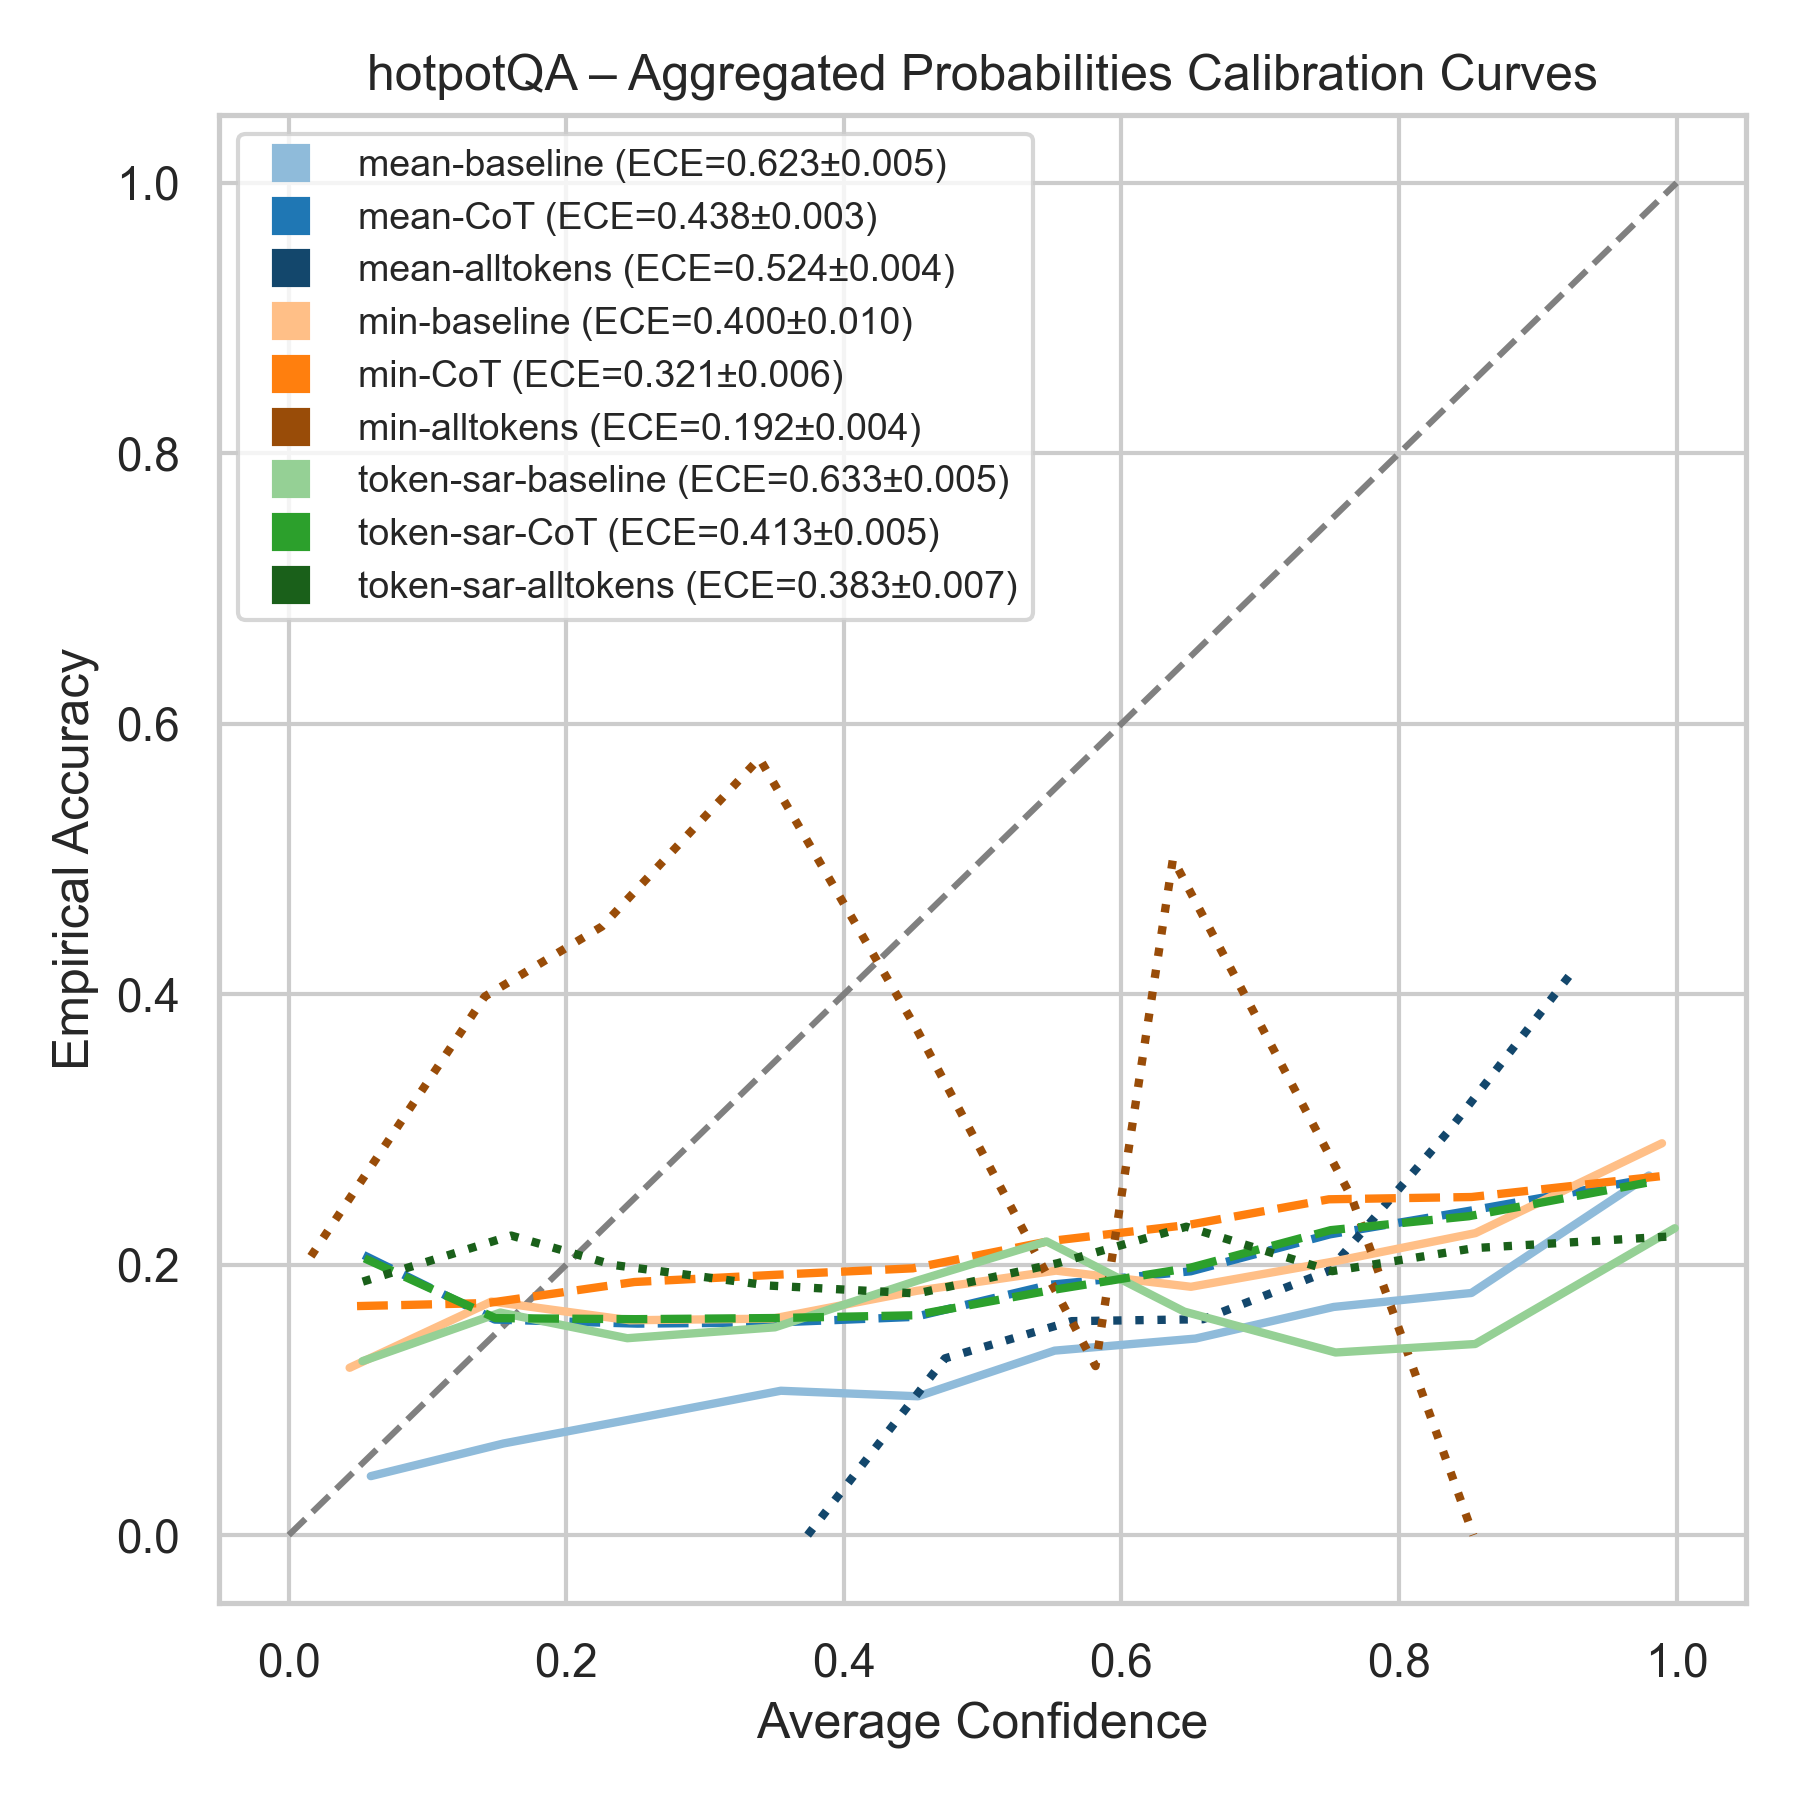 hotpotQA – Aggregated Probabilities Calibration Curves
mean-baseline (ECE=0.623±0.005)
mean-CoT (ECE=0.438±0.003)
mean-alltokens (ECE=0.524±0.004)
min-baseline (ECE=0.400±0.010)
min-CoT (ECE=0.321±0.006)
min-alltokens (ECE=0.192±0.004)
token-sar-baseline (ECE=0.633±0.005)
token-sar-CoT (ECE=0.413±0.005)
token-sar-alltokens (ECE=0.383±0.007)
1.0
0.8
0.6
0.4
0.2
0.0
Empirical Accuracy
0.0 0.2 0.4 0.6 0.8 1.0
Average Confidence